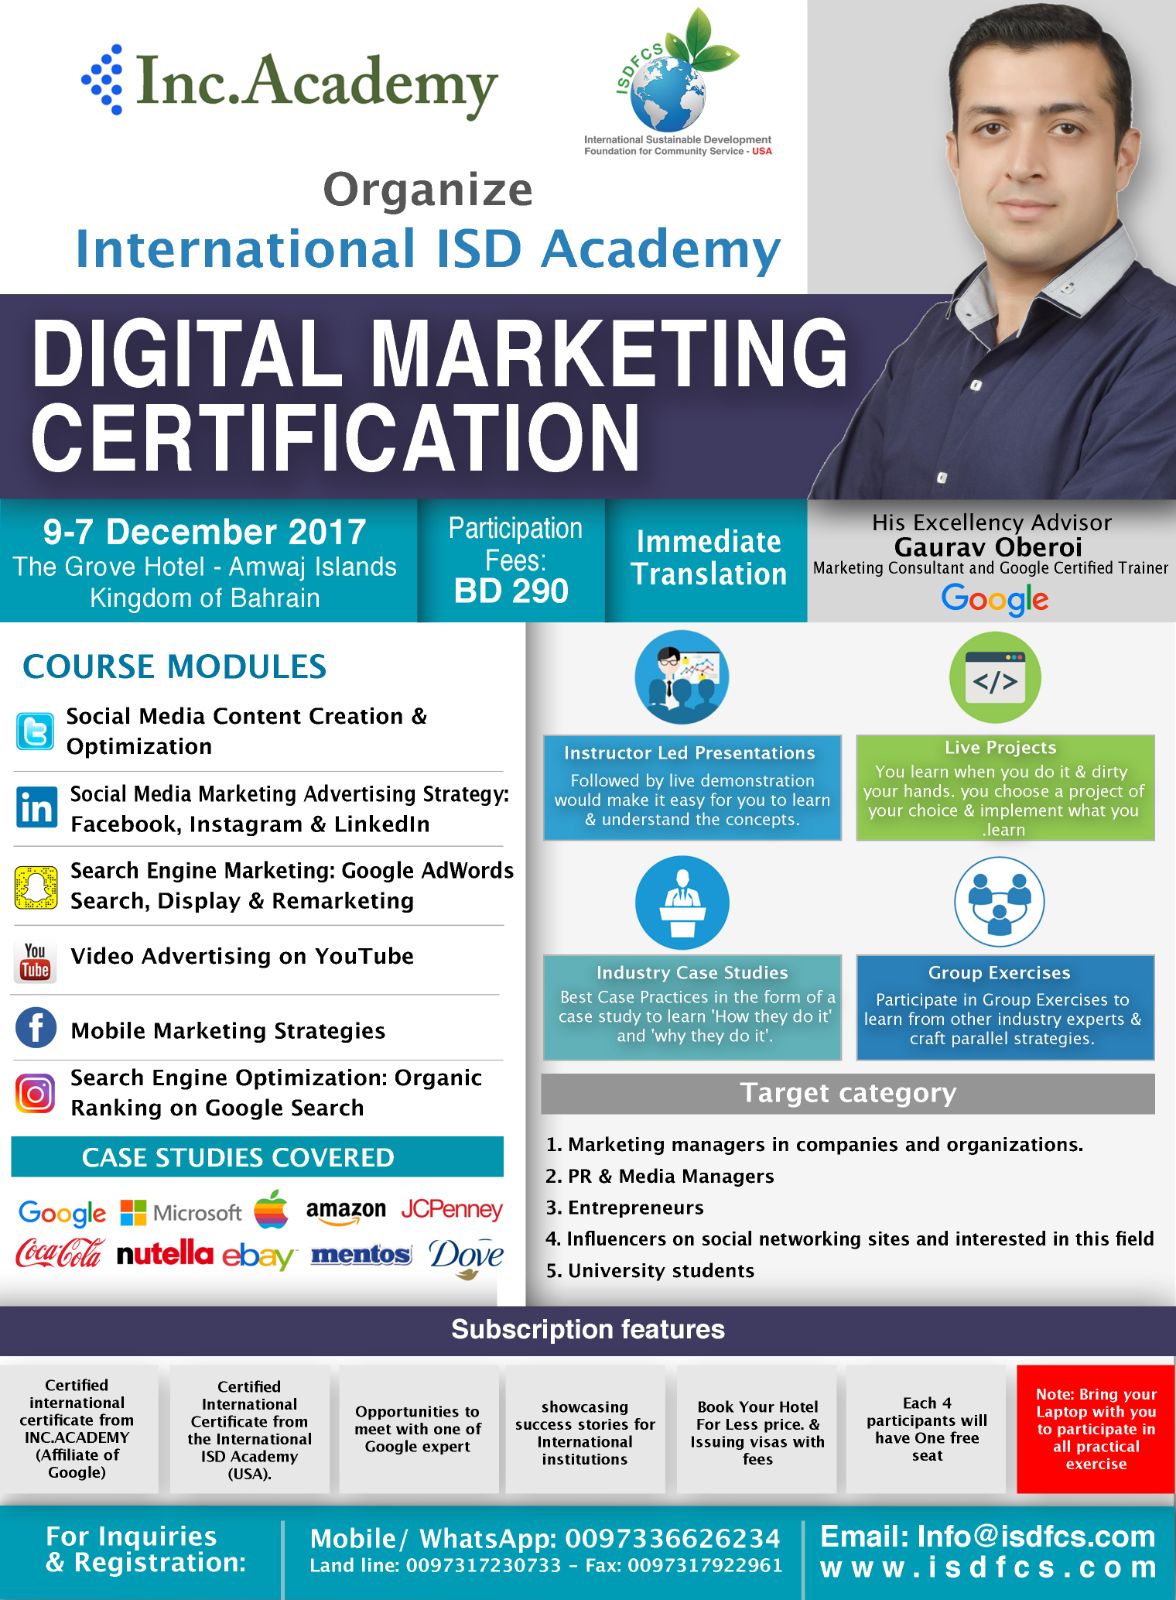 Inc.Academy
ISDFCS
International Sustainable Development
Foundation for Community Service - USA
Organize
International ISD Academy
DIGITAL MARKETING
CERTIFICATION
9-7 December 2017
The Grove Hotel - Amwaj Islands
Kingdom of Bahrain
Participation
Fees:
BD 290
Immediate
Translation
His Excellency Advisor
Gaurav Oberoi
Marketing Consultant and Google Certified Trainer
Google
COURSE MODULES
Social Media Content Creation &
Optimization
in
Social Media Marketing Advertising Strategy:
Facebook, Instagram & LinkedIn
Search Engine Marketing: Google AdWords
Search, Display & Remarketing
You
Tube
Video Advertising on YouTube
f
Mobile Marketing Strategies
Search Engine Optimization: Organic
Ranking on Google Search
CASE STUDIES COVERED
Google Microsoft amazon JCPenney
Coca-Cola nutella ebay mentos Dove
</>
Instructor Led Presentations
Followed by live demonstration
would make it easy for you to learn
& understand the concepts.
Live Projects
You learn when you do it & dirty
your hands. you choose a project of
your choice & implement what you
.learn
Industry Case Studies
Best Case Practices in the form of a
case study to learn 'How they do it'
and 'why they do it'.
Group Exercises
Participate in Group Exercises to
learn from other industry experts &
craft parallel strategies.
Target category
1. Marketing managers in companies and organizations.
2. PR & Media Managers
3. Entrepreneurs
4. Influencers on social networking sites and interested in this field
5. University students
Subscription features
Certified
international
certificate from
INC.ACADEMY
(Affiliate of
Google)
Certified
International
Certificate from
the International
ISD Academy
(USA).
Opportunities to
meet with one of
Google expert
showcasing
success stories for
International
institutions
Book Your Hotel
For Less price. &
Issuing visas with
fees
Each 4
participants will
have One free
seat
Note: Bring your
Laptop with you
to participate in
all practical
exercise
For Inquiries
& Registration:
Mobile/ WhatsApp: 0097336626234
Land line: 0097317230733 - Fax: 0097317922961
Email: Info@isdfcs.com
www.isdfcs.com